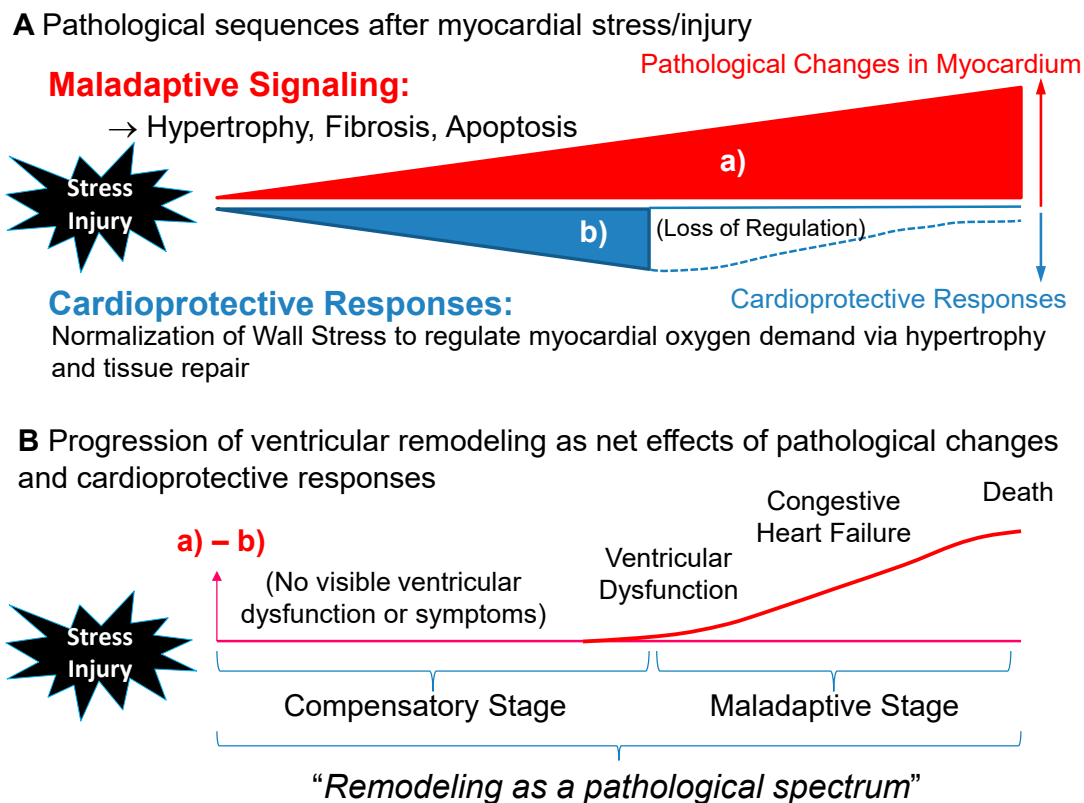 A Pathological sequences after myocardial stress/injury
Pathological Changes in Myocardium
Maladaptive Signaling:
→ Hypertrophy, Fibrosis, Apoptosis
a)
Stress
Injury
b)
(Loss of Regulation)
Cardioprotective Responses
Cardioprotective Responses:
Normalization of Wall Stress to regulate myocardial oxygen demand via hypertrophy
and tissue repair
B Progression of ventricular remodeling as net effects of pathological changes
and cardioprotective responses
Death
Congestive
Heart Failure
a) – b)
Ventricular
Dysfunction
(No visible ventricular
dysfunction or symptoms)
Stress
Injury
Compensatory Stage
Maladaptive Stage
“Remodeling as a pathological spectrum”